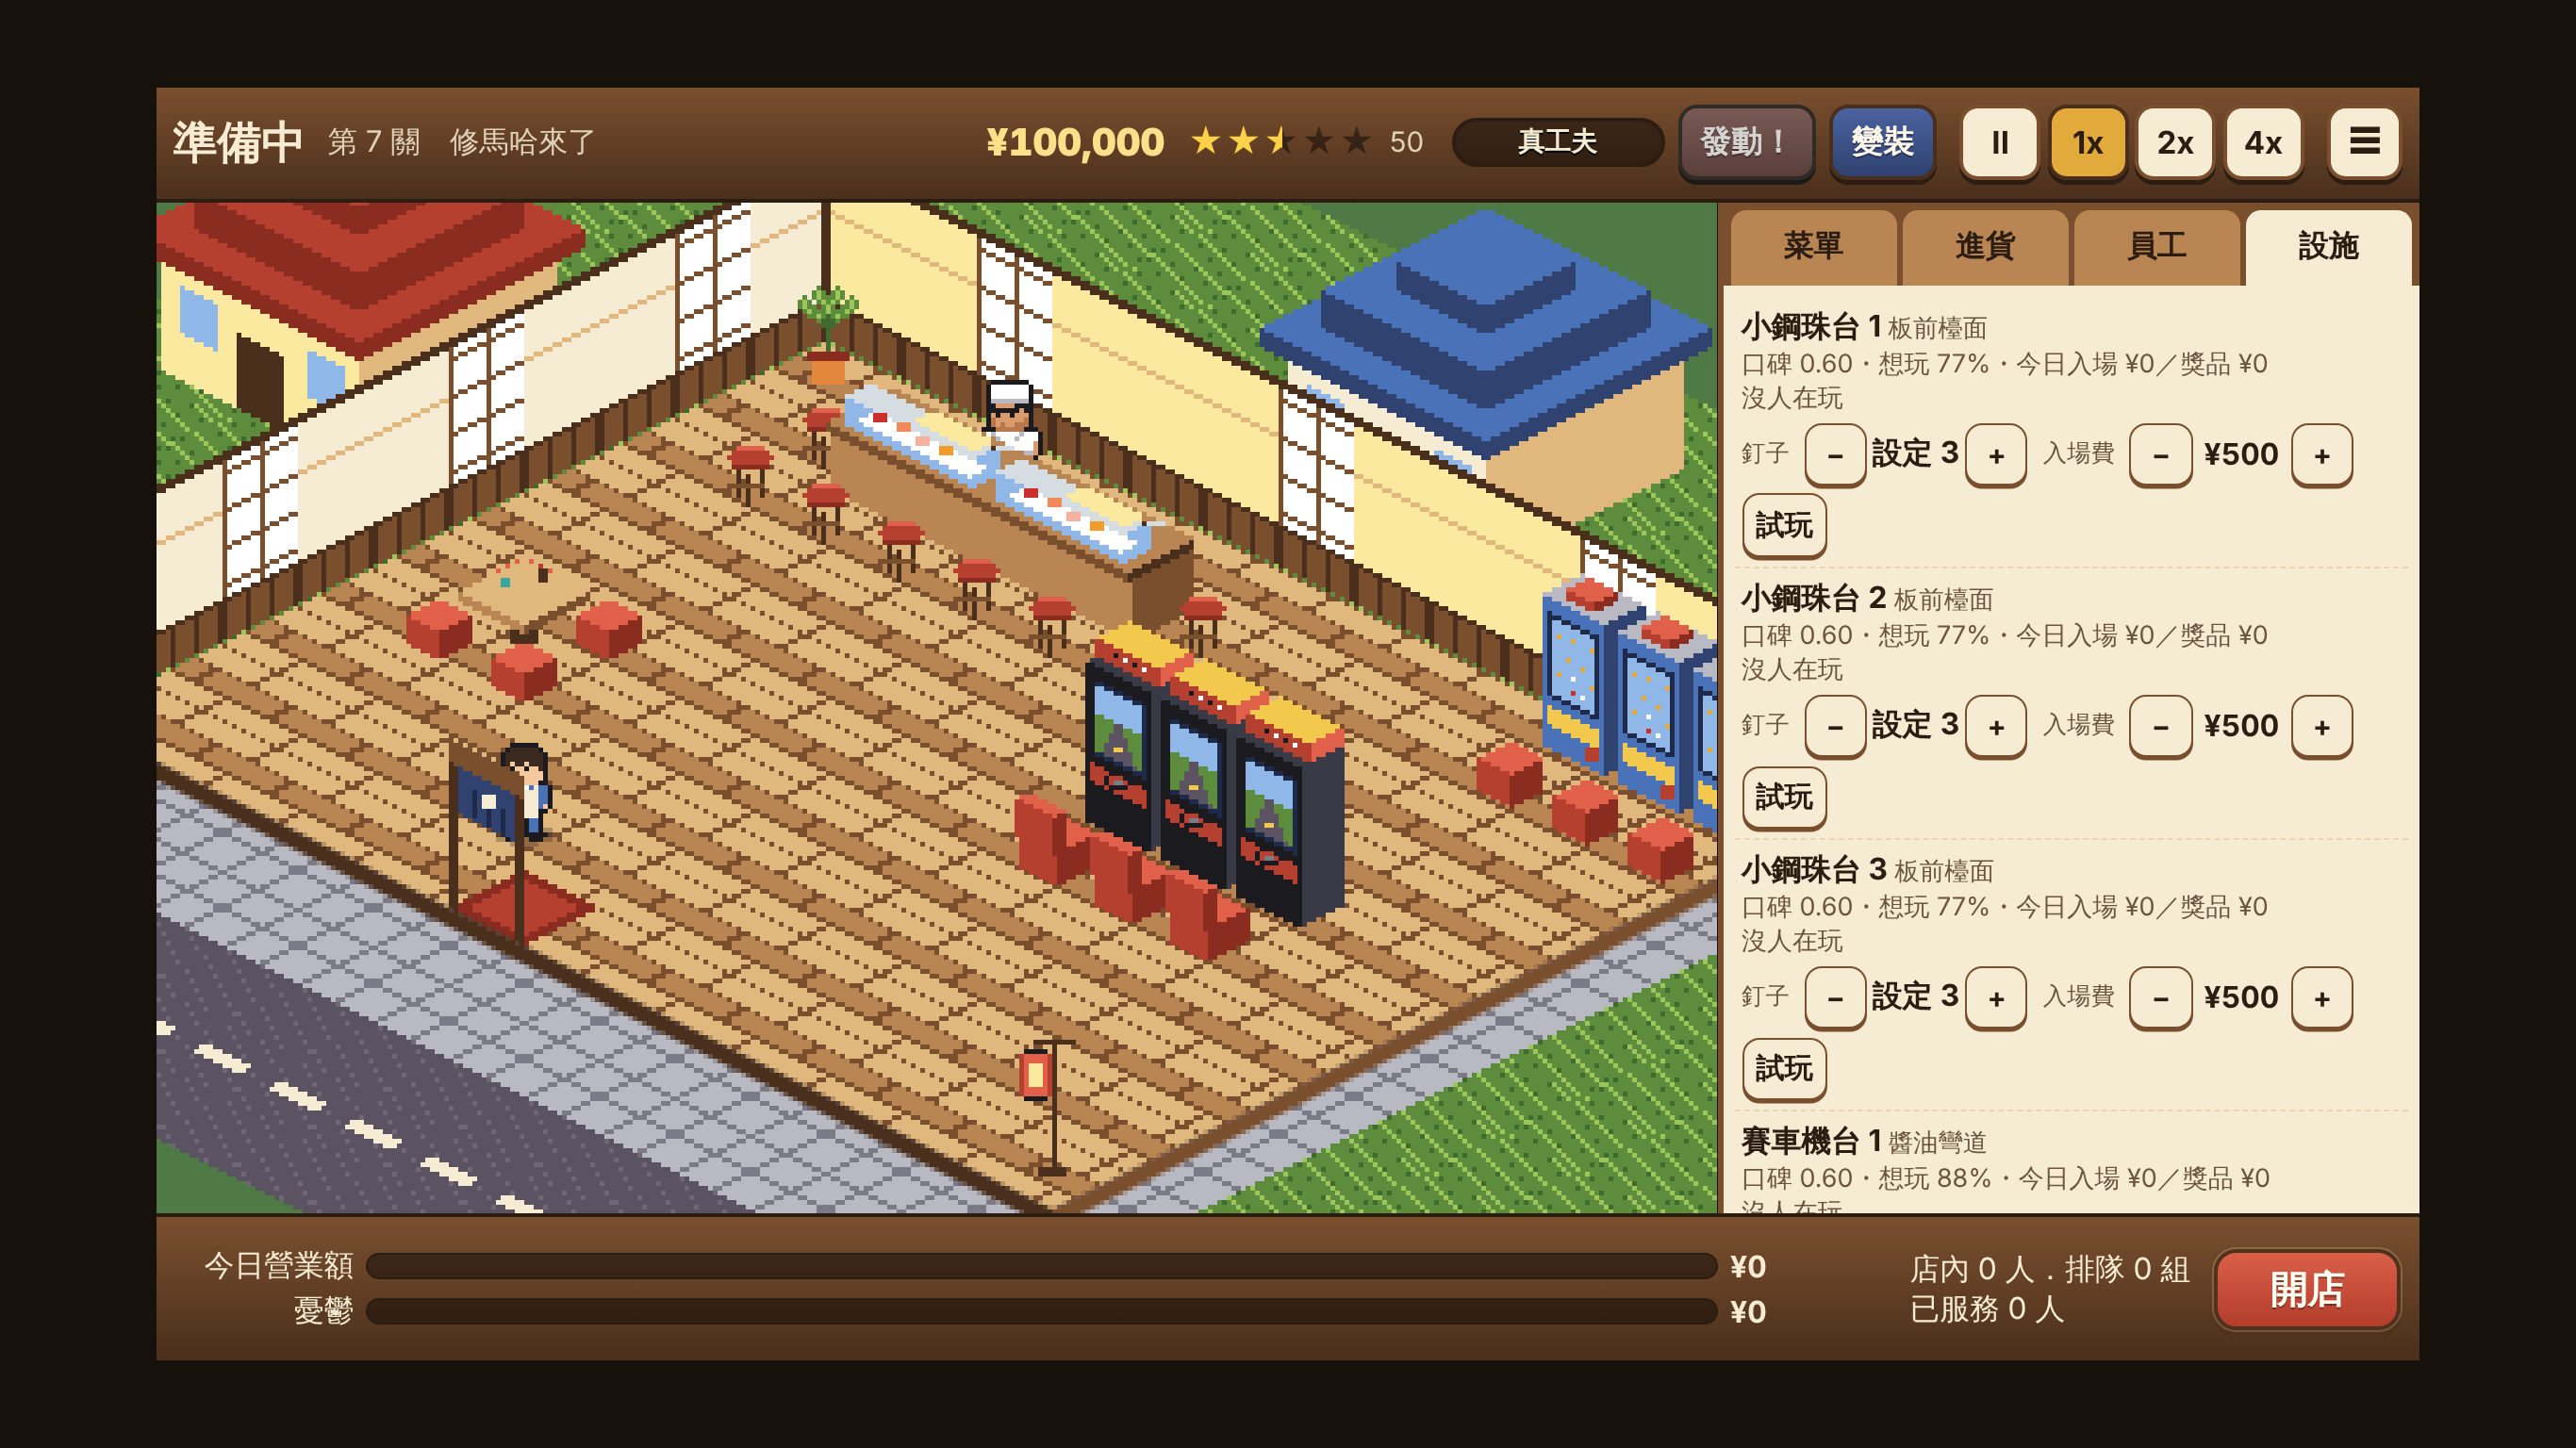 準備中 第 7 關 修馬哈來了 ¥100,000 50 真工夫 發動！ 變裝 II 1x 2x 4x
菜單 進貨 員工 設施
小鋼珠台 1 板前檯面
口碑 0.60・想玩 77%・今日入場 ¥0／獎品 ¥0
沒人在玩
釘子 − 設定 3 + 入場費 − ¥500 +
試玩
小鋼珠台 2 板前檯面
口碑 0.60・想玩 77%・今日入場 ¥0／獎品 ¥0
沒人在玩
釘子 − 設定 3 + 入場費 − ¥500 +
試玩
小鋼珠台 3 板前檯面
口碑 0.60・想玩 77%・今日入場 ¥0／獎品 ¥0
沒人在玩
釘子 − 設定 3 + 入場費 − ¥500 +
試玩
賽車機台 1 醬油彎道
口碑 0.60・想玩 88%・今日入場 ¥0／獎品 ¥0
沒人在玩
今日營業額 ¥0
憂鬱 ¥0
店內 0 人．排隊 0 組
已服務 0 人
開店